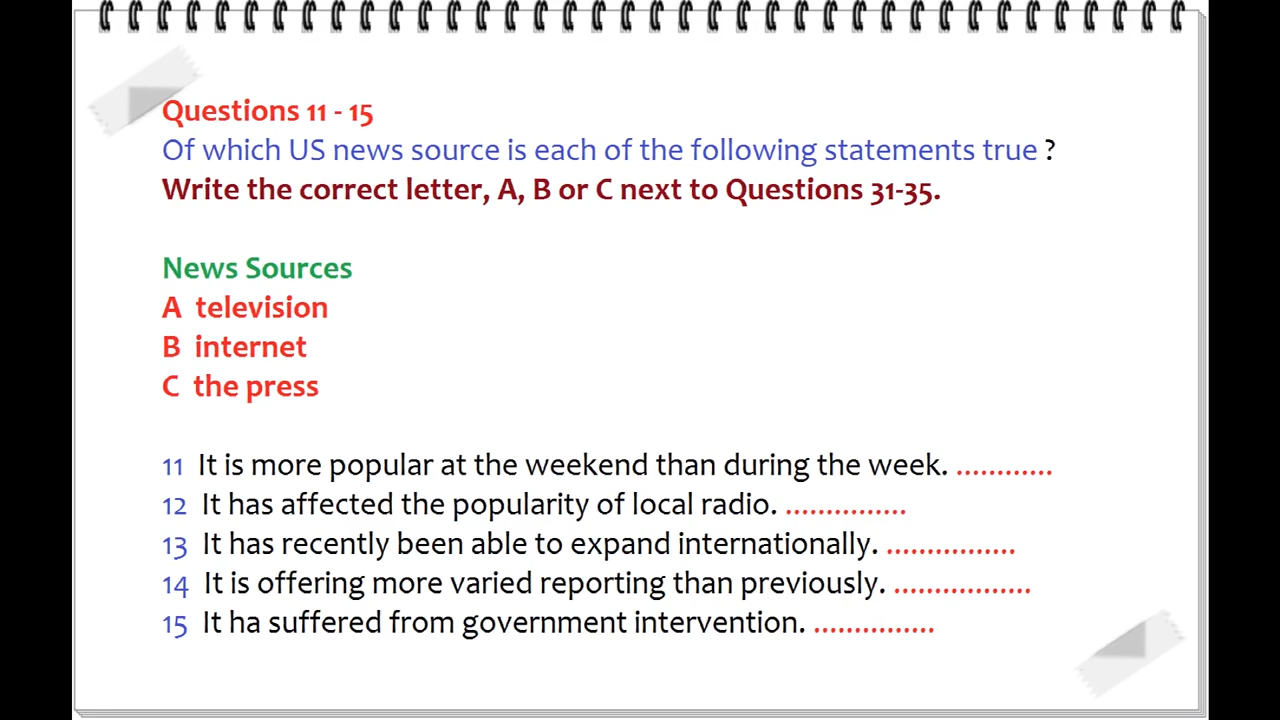 Questions 11 - 15
Of which US news source is each of the following statements true ?
Write the correct letter, A, B or C next to Questions 31-35.
News Sources
A television
B internet
C the press
11 It is more popular at the weekend than during the week. ............
12 It has affected the popularity of local radio. ...............
13 It has recently been able to expand internationally. ................
14 It is offering more varied reporting than previously. .................
15 It ha suffered from government intervention. ...............